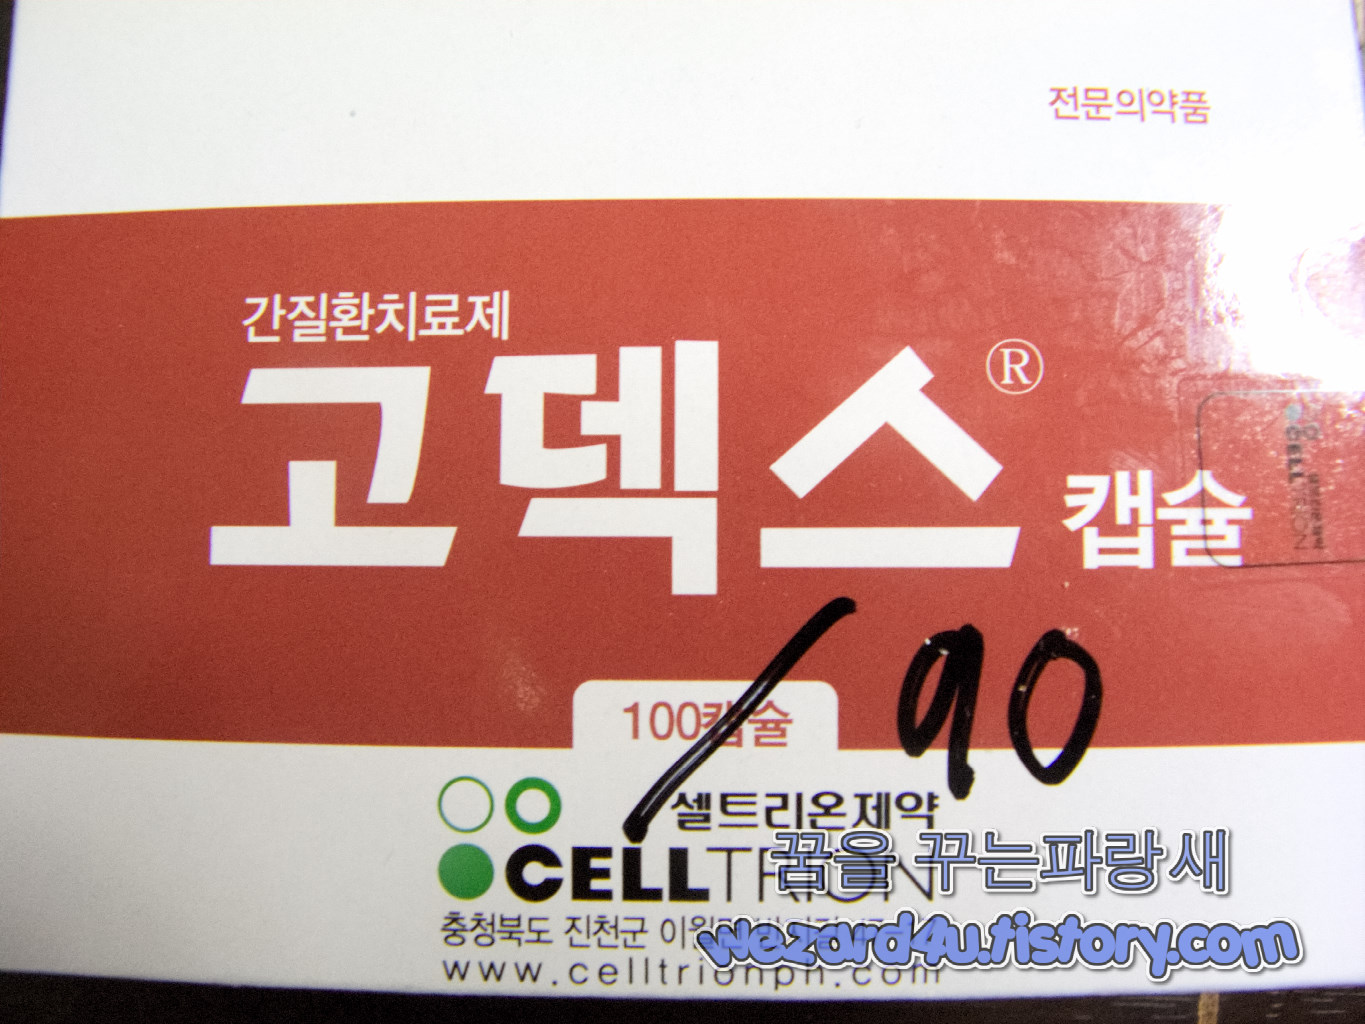 전문의약품
간질환치료제
고덱스® 캡슐
100캡슐
90
셀트리온제약
CELLTRION
충청북도 진천군
www.celltrionph.com
꿈을 꾸는파랑새
wezard4u.tistory.com
CELLTRION